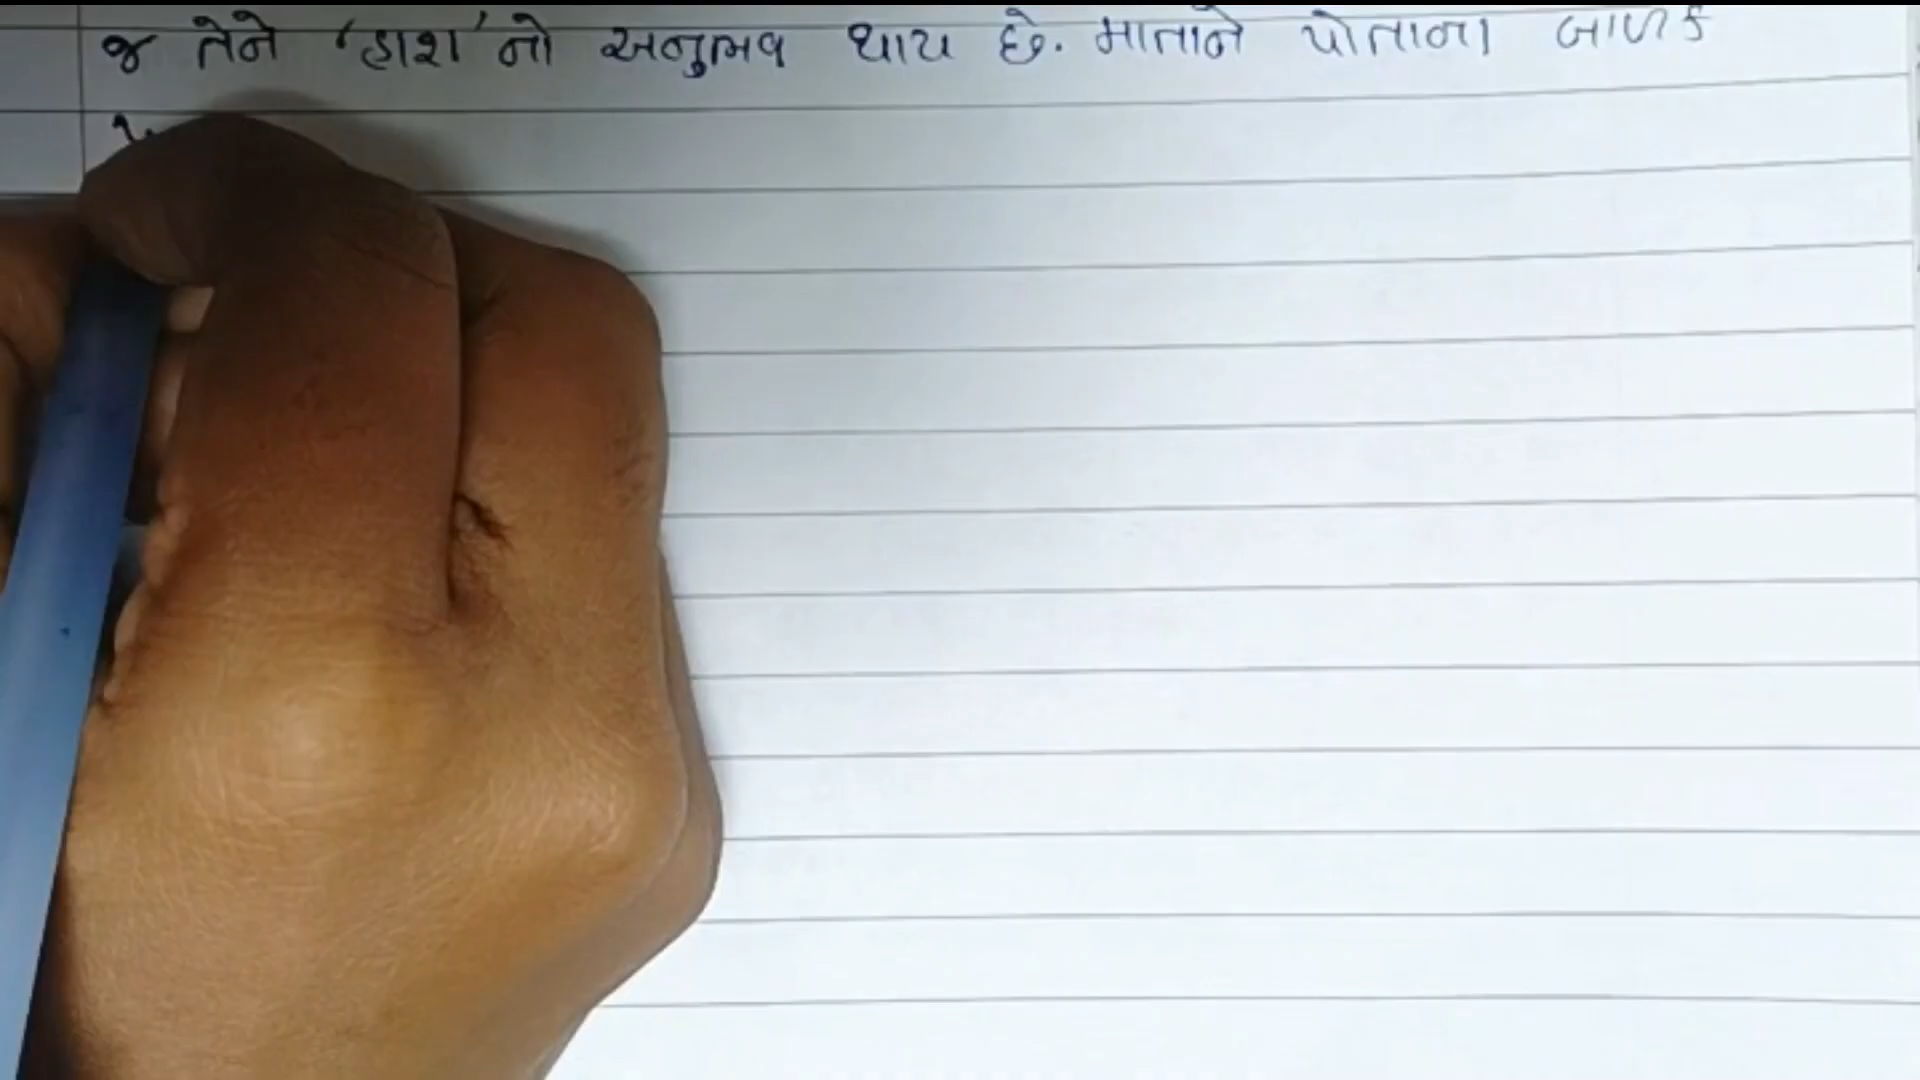 જ તેને ‘હાશ’નો અનુભવ થાય છે. માતાને પોતાના બાળક